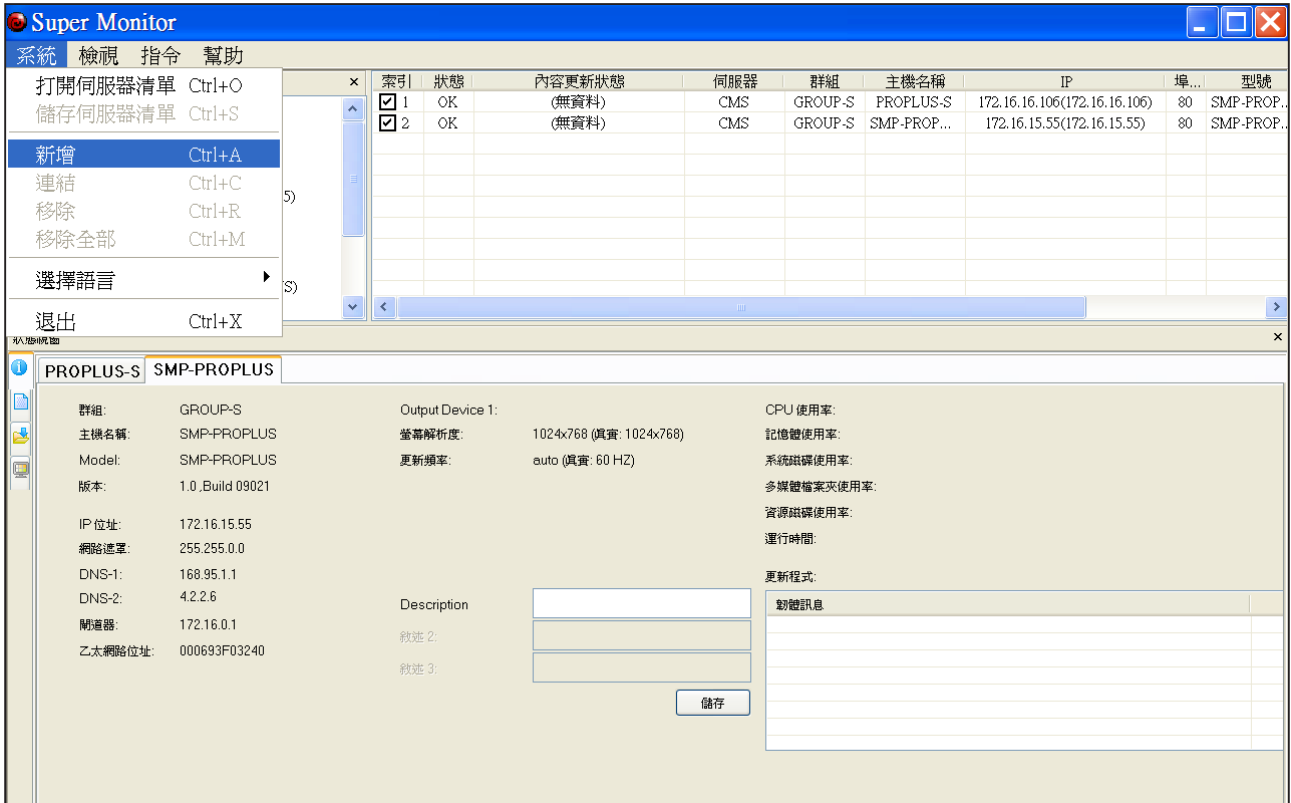 Super Monitor
系統 檢視 指令 幫助
打開伺服器清單 Ctrl+O
儲存伺服器清單 Ctrl+S
新增 Ctrl+A
連結 Ctrl+C
移除 Ctrl+R
移除全部 Ctrl+M
選擇語言
退出 Ctrl+X
5)
S)
索引 狀態 內容更新狀態 伺服器 群組 主機名稱 IP 埠... 型號
1 OK (無資料) CMS GROUP-S PROPLUS-S 172.16.16.106(172.16.16.106) 80 SMP-PROP..
2 OK (無資料) CMS GROUP-S SMP-PROP... 172.16.15.55(172.16.15.55) 80 SMP-PROP..
狀態視窗
PROPLUS-S SMP-PROPLUS
群組: GROUP-S
主機名稱: SMP-PROPLUS
Model: SMP-PROPLUS
版本: 1.0 ,Build 09021
IP 位址: 172.16.15.55
網路遮罩: 255.255.0.0
DNS-1: 168.95.1.1
DNS-2: 4.2.2.6
閘道器: 172.16.0.1
乙太網路位址: 000693F03240
Output Device 1:
螢幕解析度: 1024x768 (真實: 1024x768)
更新頻率: auto (真實: 60 HZ)
Description
敘述 2:
敘述 3:
儲存
CPU 使用率:
記憶體使用率:
系統磁碟使用率:
多媒體檔案夾使用率:
資源磁碟使用率:
運行時間:
更新程式:
韌體訊息